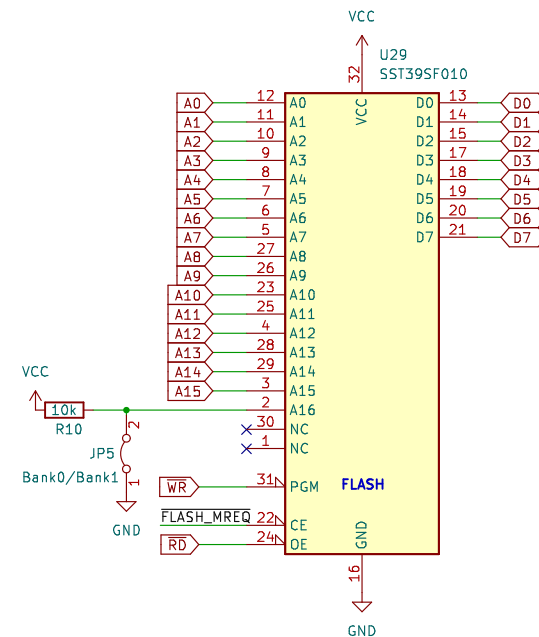 VCC
U29
SST39SF010
32
VCC
A0 12 A0 D0 13 D0
A1 11 A1 D1 14 D1
A2 10 A2 D2 15 D2
A3 9 A3 D3 17 D3
A4 8 A4 D4 18 D4
A5 7 A5 D5 19 D5
A6 6 A6 D6 20 D6
A7 5 A7 D7 21 D7
A8 27 A8
A9 26 A9
A10 23 A10
A11 25 A11
A12 4 A12
A13 28 A13
A14 29 A14
A15 3 A15
VCC
10k 2 A16
R10
30 NC
2
JP5
1 NC
Bank0/Bank1
1
WR 31 PGM
FLASH
GND
FLASH_MREQ 22 CE
RD 24 OE
GND
16
GND